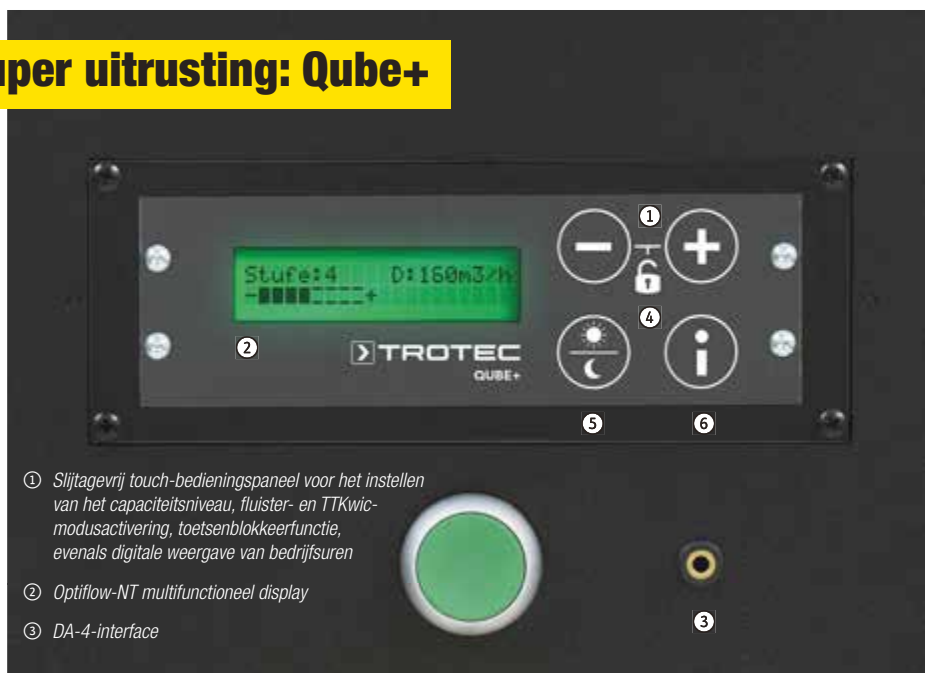 uper uitrusting: Qube+
Stufe:4 D:160m3/h
- +
①
④
②
TROTEC
QUBE+
⑤
⑥
① Slijtagevrij touch-bedieningspaneel voor het instellen
van het capaciteitsniveau, fluister- en TTKwic-
modusactivering, toetsenblokkeerfunctie,
evenals digitale weergave van bedrijfsuren
② Optiflow-NT multifunctioneel display
③ DA-4-interface
③